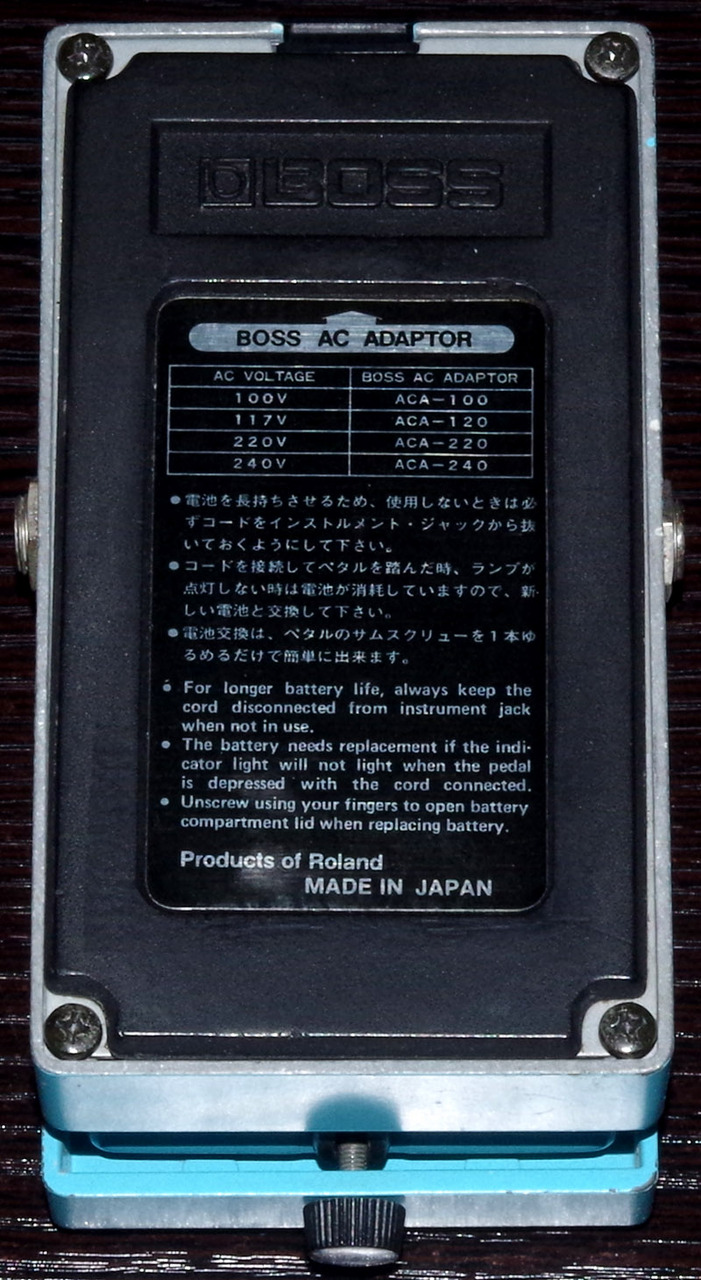 BOSS
BOSS AC ADAPTOR
AC VOLTAGE BOSS AC ADAPTOR
100V ACA-100
117V ACA-120
220V ACA-220
240V ACA-240
●電池を長持ちさせるため、使用しないときは必
ずコードをインストルメント・ジャックから抜
いておくようにして下さい。
●コードを接続してペタルを踏んだ時、ランプが
点灯しない時は電池が消耗していますので、新
しい電池と交換して下さい。
●電池交換は、ペタルのサムスクリューを1本ゆ
るめるだけで簡単に出来ます。
● For longer battery life, always keep the
cord disconnected from instrument jack
when not in use.
● The battery needs replacement if the indi-
cator light will not light when the pedal
is depressed with the cord connected.
● Unscrew using your fingers to open battery
compartment lid when replacing battery.
Products of Roland
MADE IN JAPAN